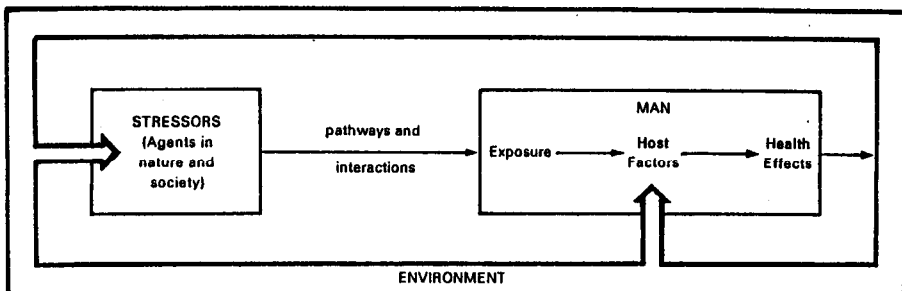 STRESSORS
(Agents in
nature and
society)
pathways and
interactions
MAN
Exposure
Host
Factors
Health
Effects
ENVIRONMENT